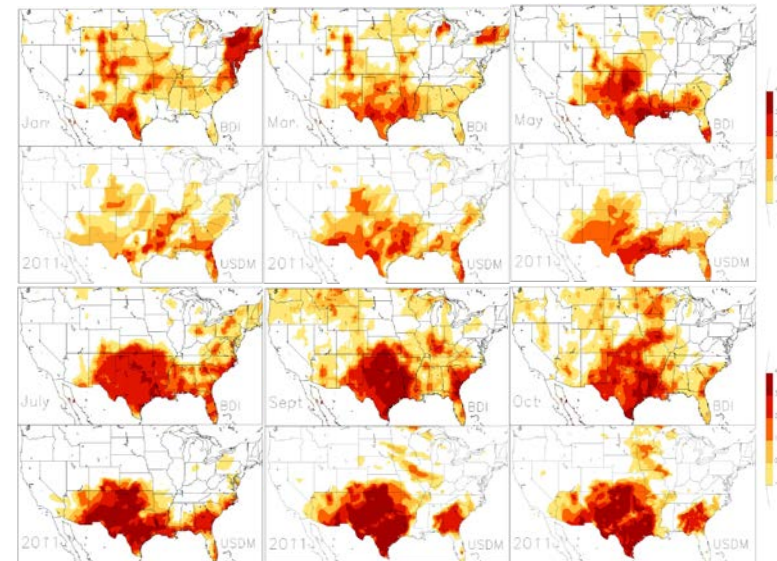 Jan BDI
Mar BDI
May BDI
2011 USDM
2011 USDM
2011 USDM
July BDI
Sept BDI
Oct BDI
2011 USDM
2011 USDM
2011 USDM